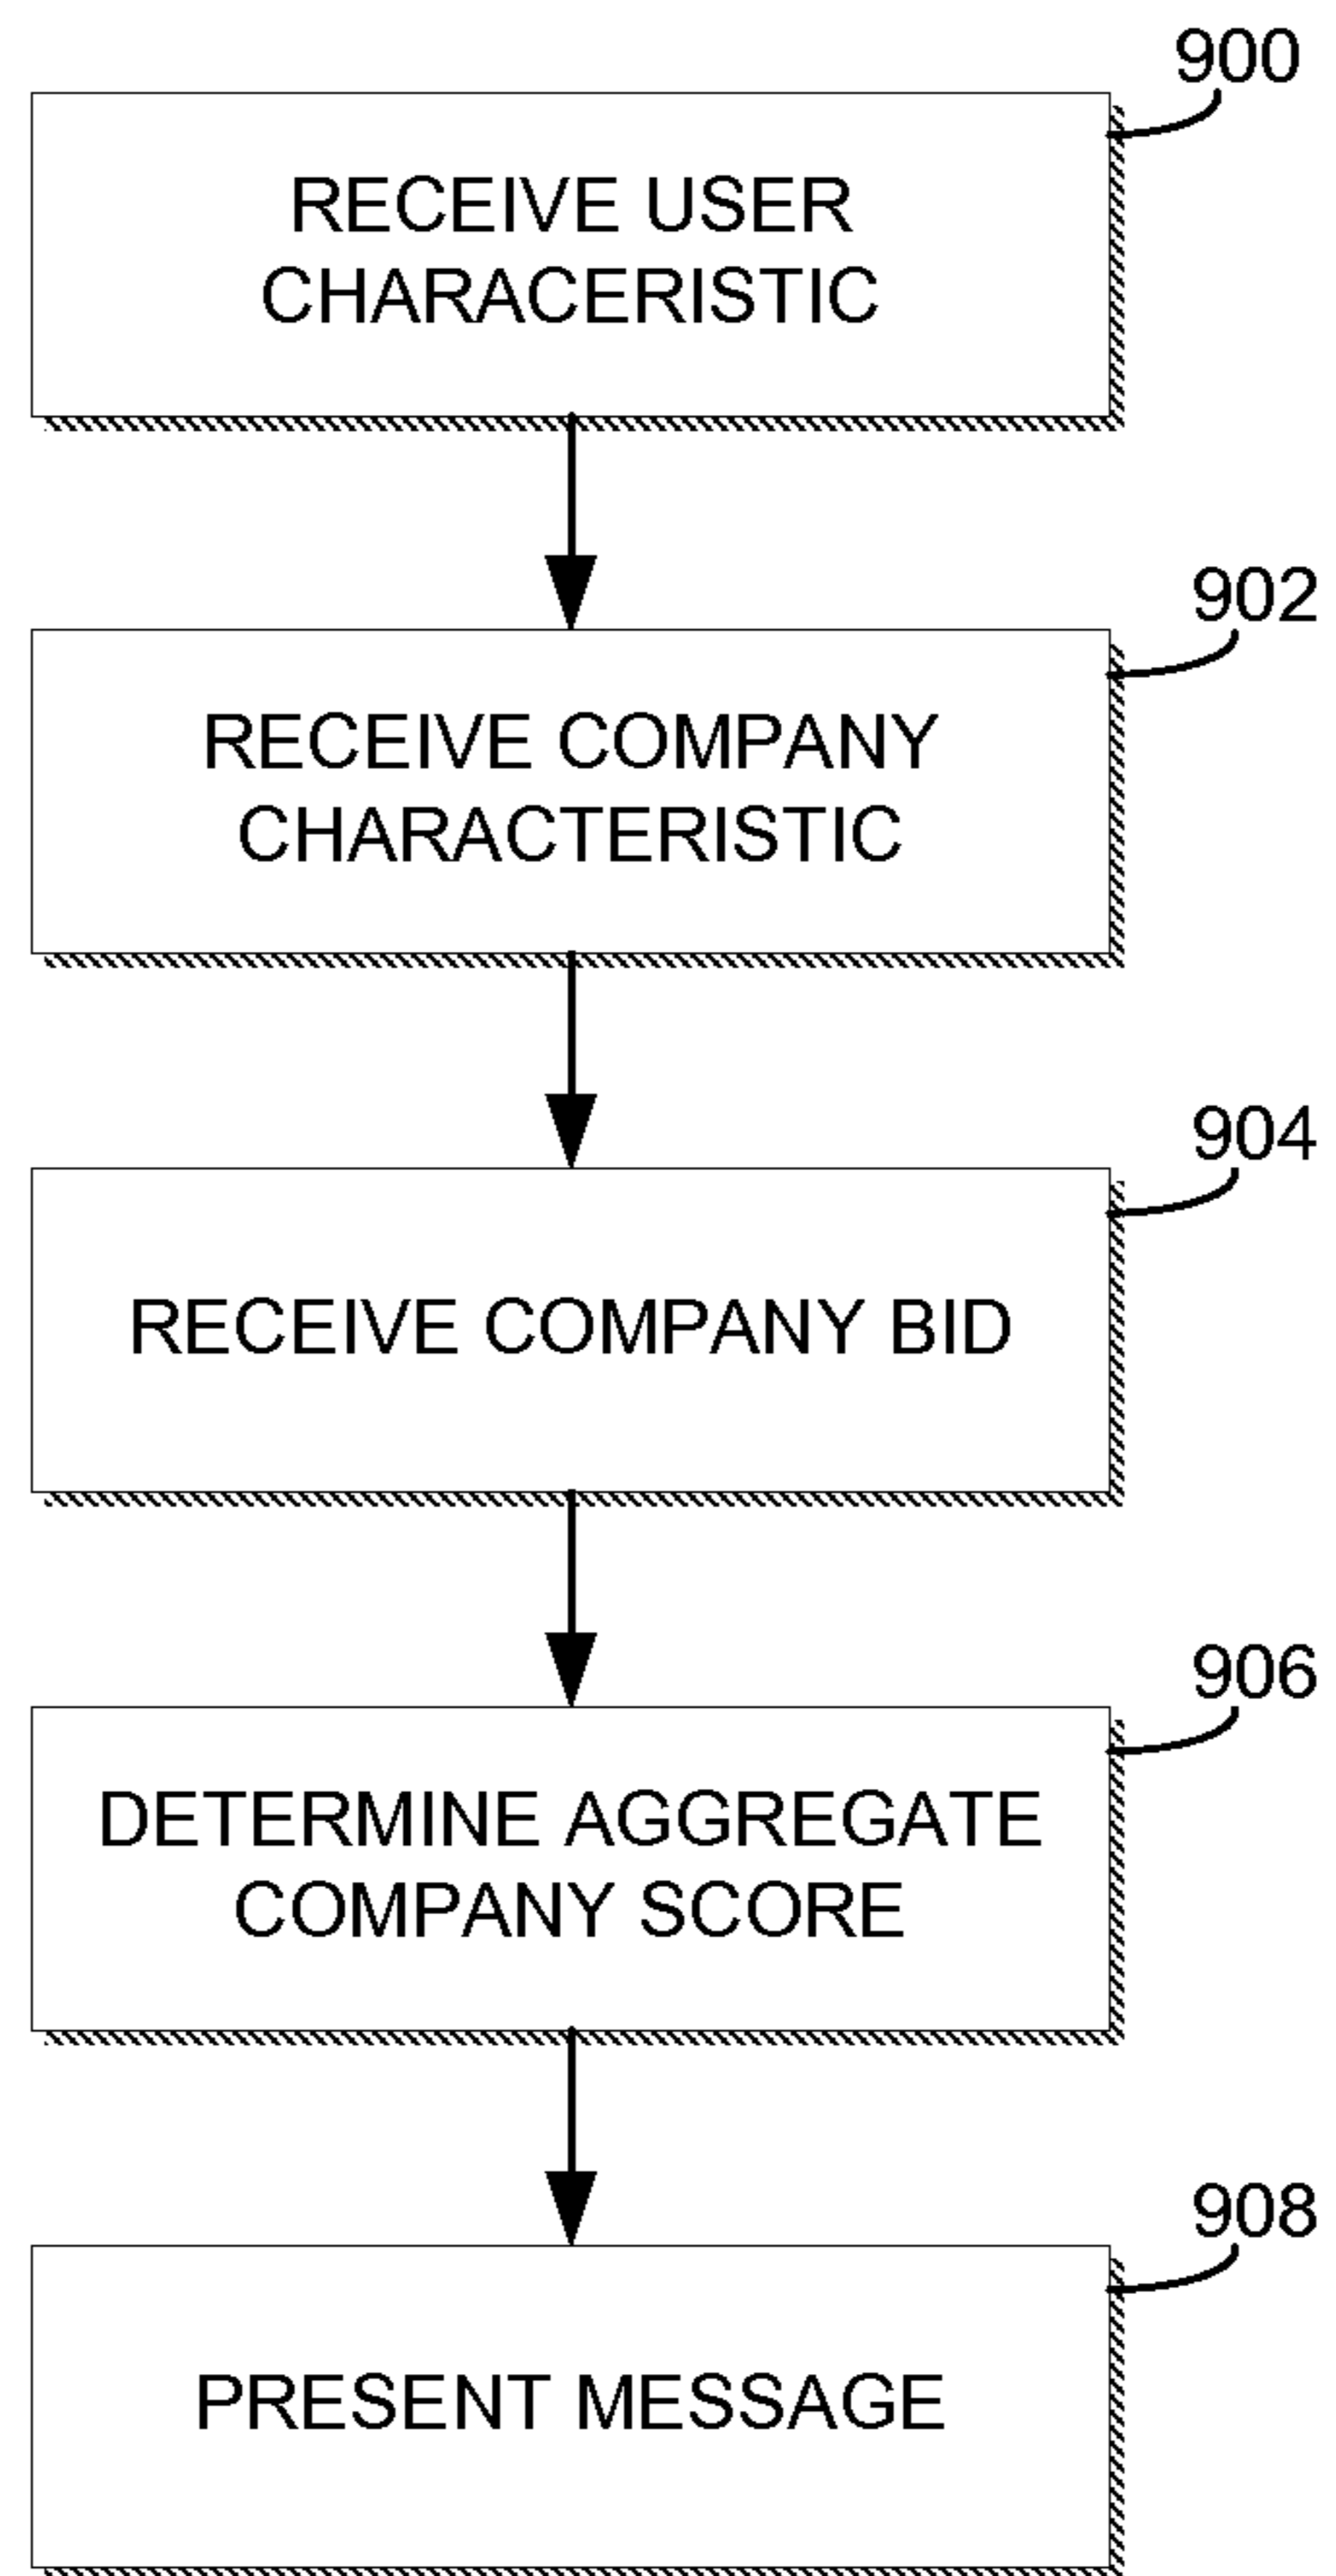 900
RECEIVE USER
CHARACERISTIC
902
RECEIVE COMPANY
CHARACTERISTIC
904
RECEIVE COMPANY BID
906
DETERMINE AGGREGATE
COMPANY SCORE
908
PRESENT MESSAGE